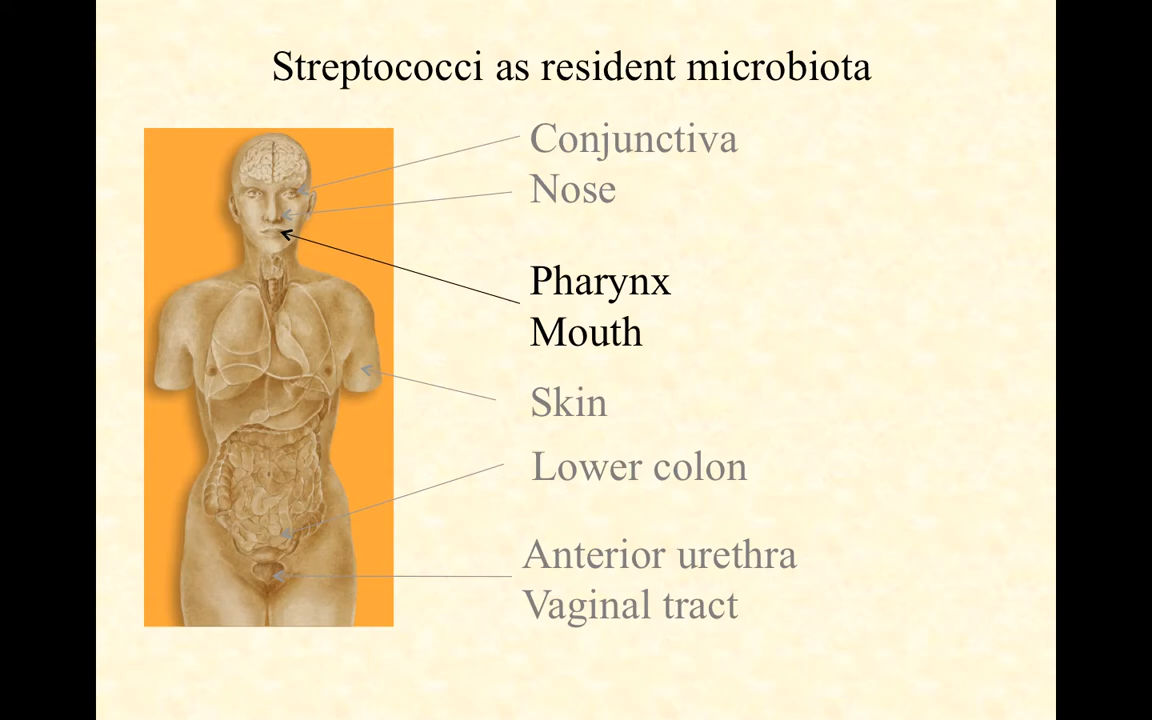 Streptococci as resident microbiota
Conjunctiva
Nose
Pharynx
Mouth
Skin
Lower colon
Anterior urethra
Vaginal tract